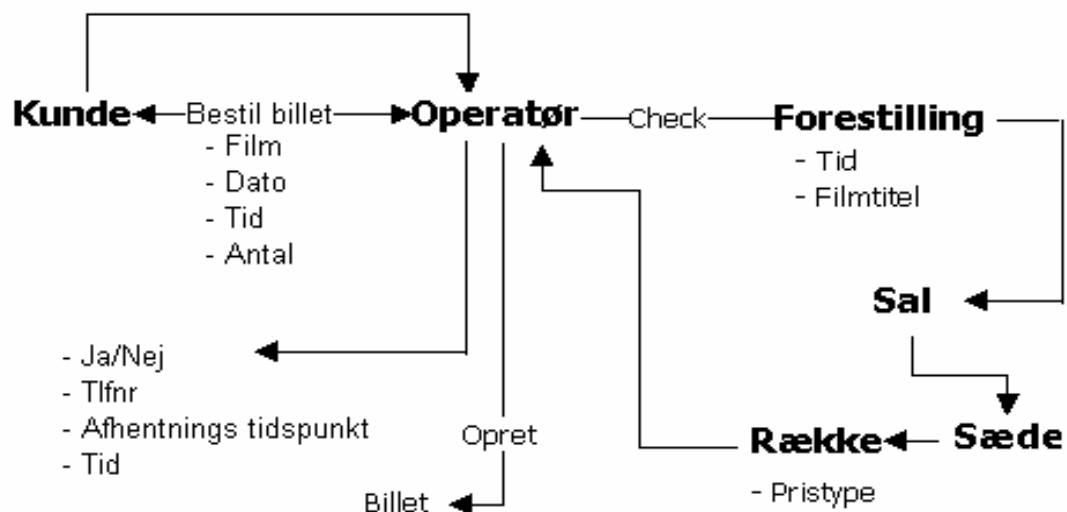 Kunde Bestil billet Operatør Check Forestilling
- Film
- Dato
- Tid
- Antal
- Tid
- Filmtitel
Sal
Sæde
Række
- Pristype
- Ja/Nej
- Tlfnr
- Afhentnings tidspunkt
- Tid
Opret
Billet